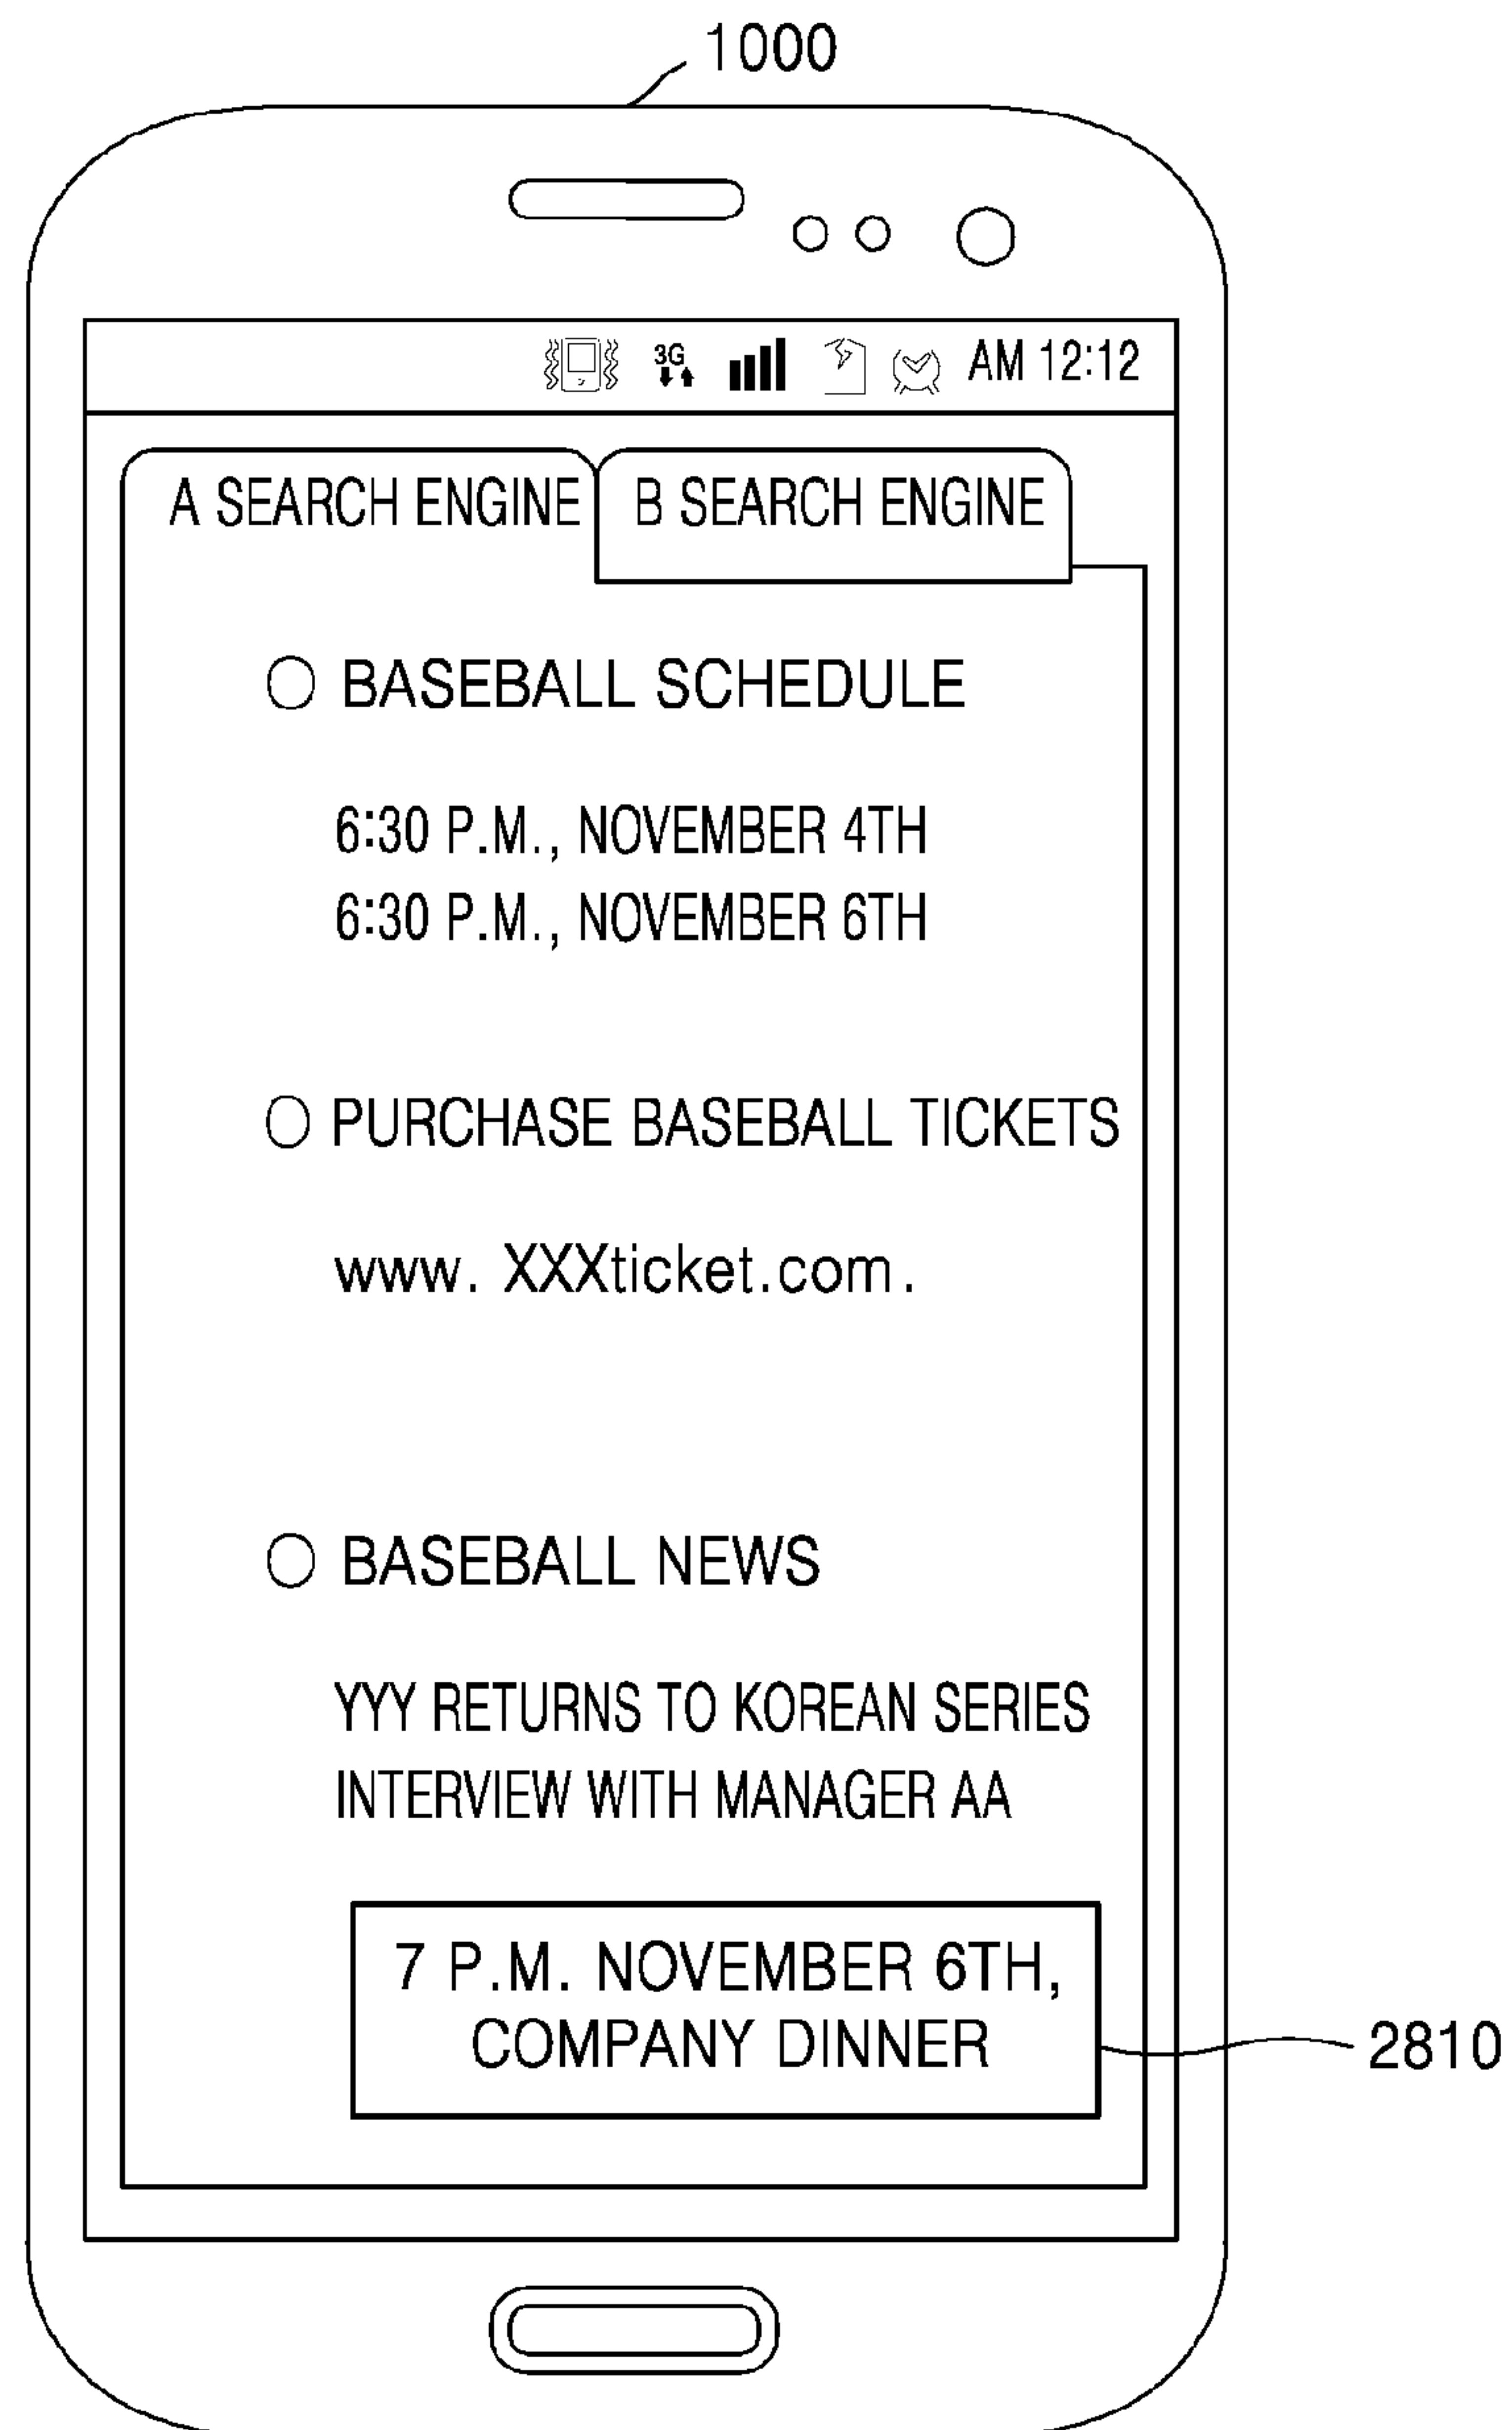 1000
3G
AM 12:12
A SEARCH ENGINE
B SEARCH ENGINE
BASEBALL SCHEDULE
6:30 P.M., NOVEMBER 4TH
6:30 P.M., NOVEMBER 6TH
PURCHASE BASEBALL TICKETS
www. XXXticket.com.
BASEBALL NEWS
YYY RETURNS TO KOREAN SERIES
INTERVIEW WITH MANAGER AA
7 P.M. NOVEMBER 6TH,
COMPANY DINNER
2810